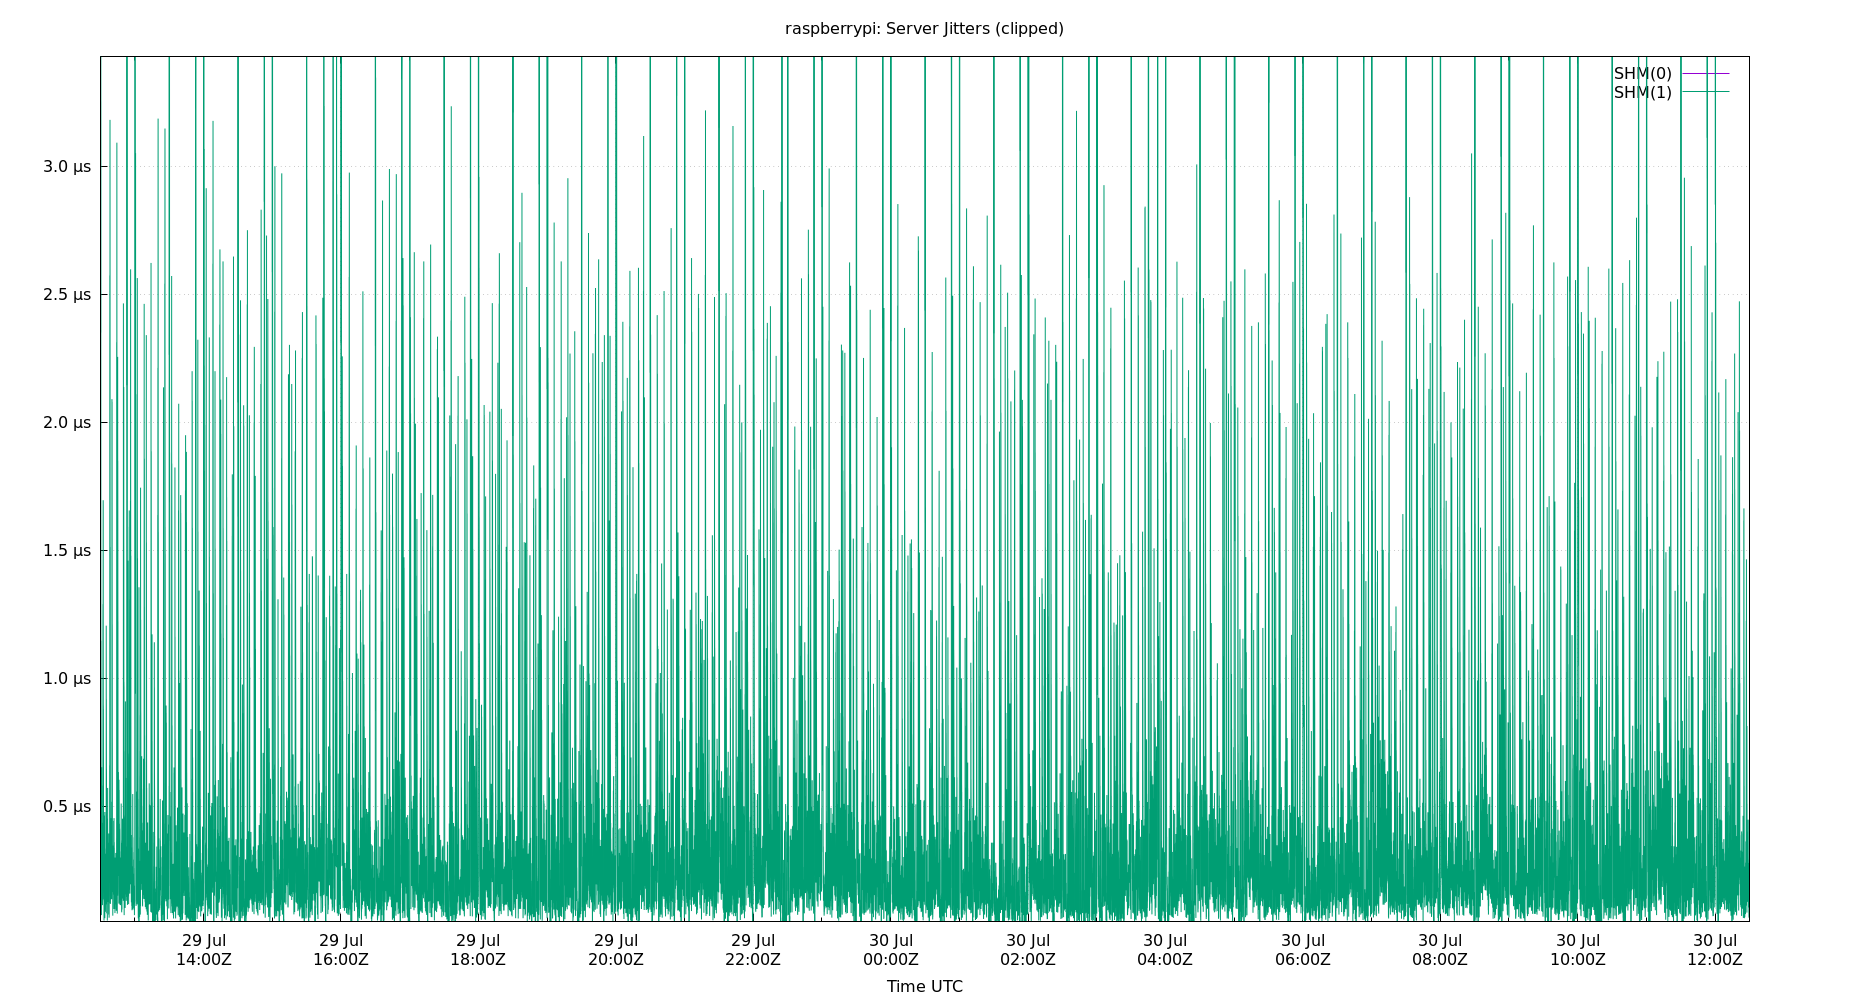 raspberrypi: Server Jitters (clipped)
SHM(0)
SHM(1)
3.0 µs
2.5 µs
2.0 µs
1.5 µs
1.0 µs
0.5 µs
29 Jul 29 Jul 29 Jul 29 Jul 29 Jul 30 Jul 30 Jul 30 Jul 30 Jul 30 Jul 30 Jul 30 Jul
14:00Z 16:00Z 18:00Z 20:00Z 22:00Z 00:00Z 02:00Z 04:00Z 06:00Z 08:00Z 10:00Z 12:00Z
Time UTC